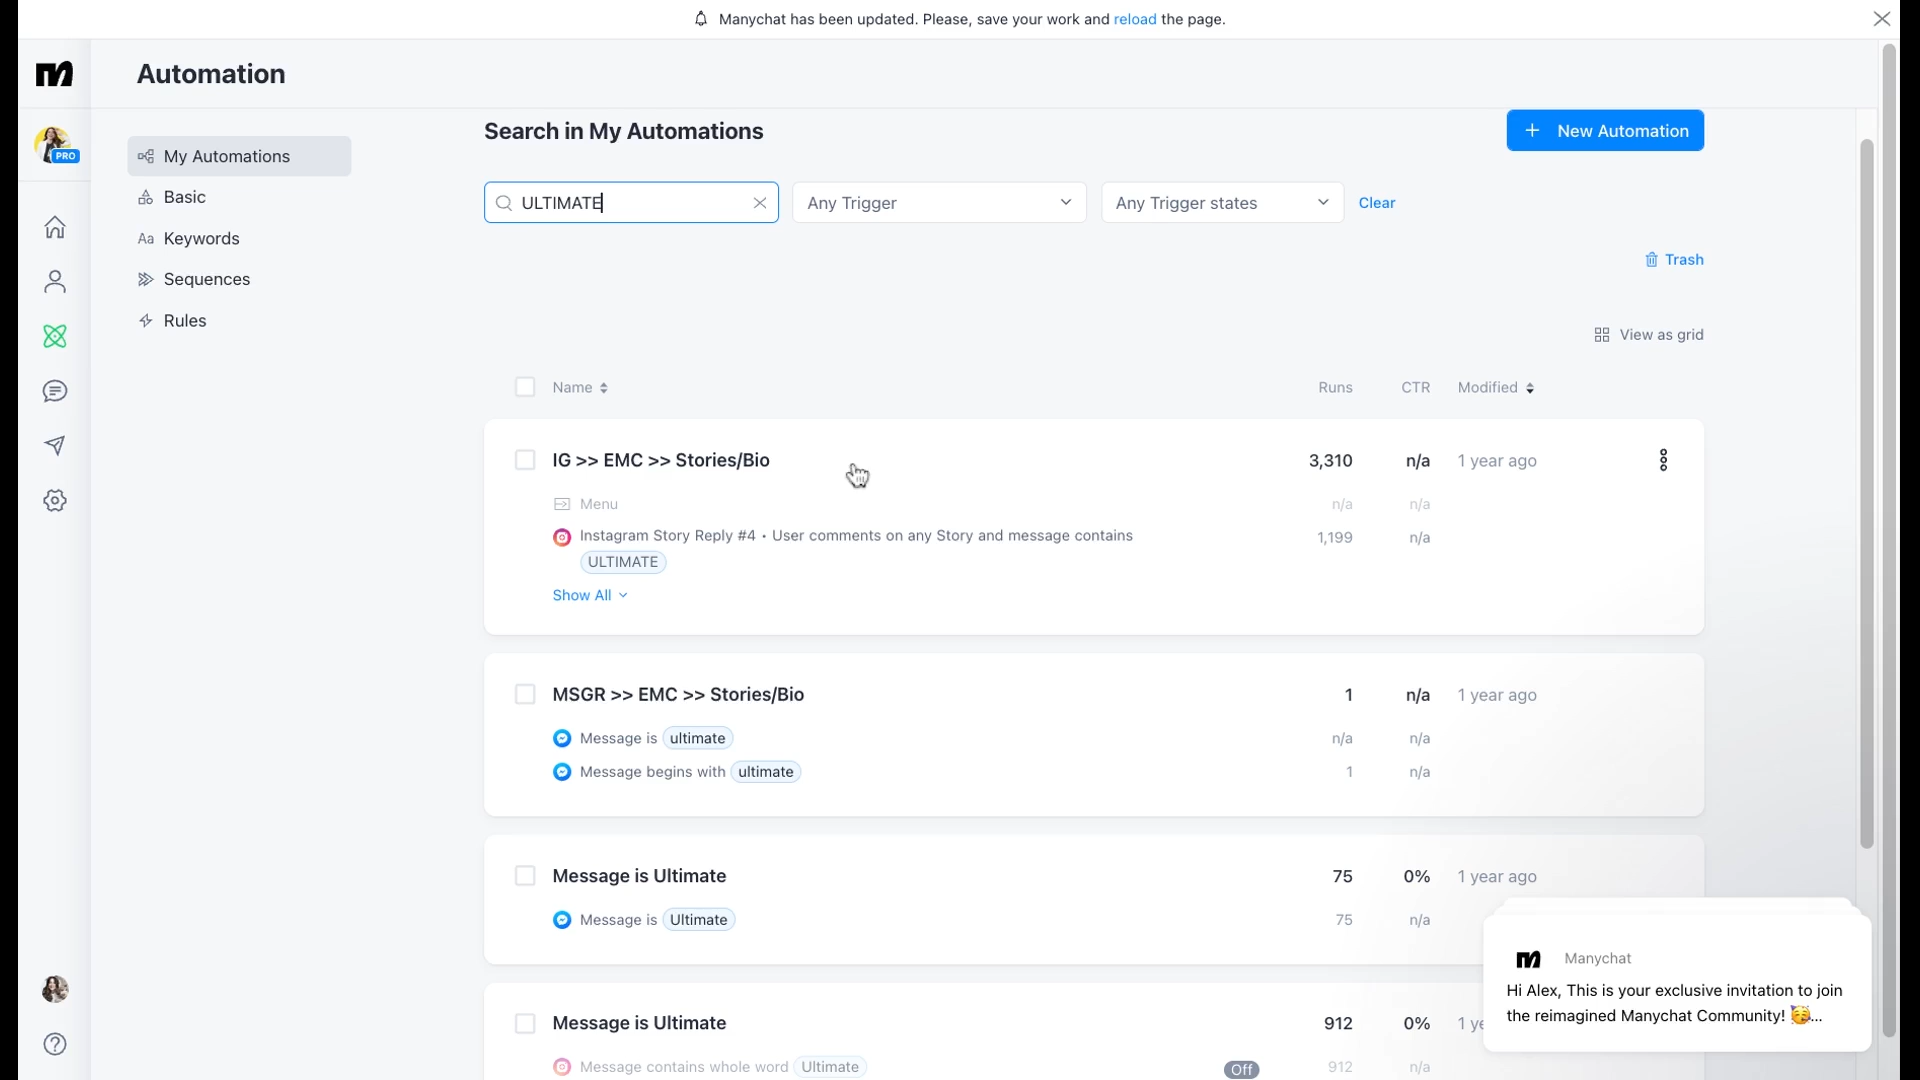 Manychat has been updated. Please, save your work and reload the page.
Automation
PRO
My Automations
Basic
Aa Keywords
Sequences
Rules
Search in My Automations
+ New Automation
ULTIMATE
Any Trigger
Any Trigger states
Clear
Trash
View as grid
Name
Runs
CTR
Modified
IG >> EMC >> Stories/Bio
3,310
n/a
1 year ago
Menu
n/a
n/a
Instagram Story Reply #4 • User comments on any Story and message contains
ULTIMATE
1,199
n/a
Show All
MSGR >> EMC >> Stories/Bio
1
n/a
1 year ago
Message is ultimate
n/a
n/a
Message begins with ultimate
1
n/a
Message is Ultimate
75
0%
1 year ago
Message is Ultimate
75
n/a
Message is Ultimate
912
0%
1 ye
Message contains whole word Ultimate
Off
912
n/a
Manychat
Hi Alex, This is your exclusive invitation to join
the reimagined Manychat Community! 🥳...